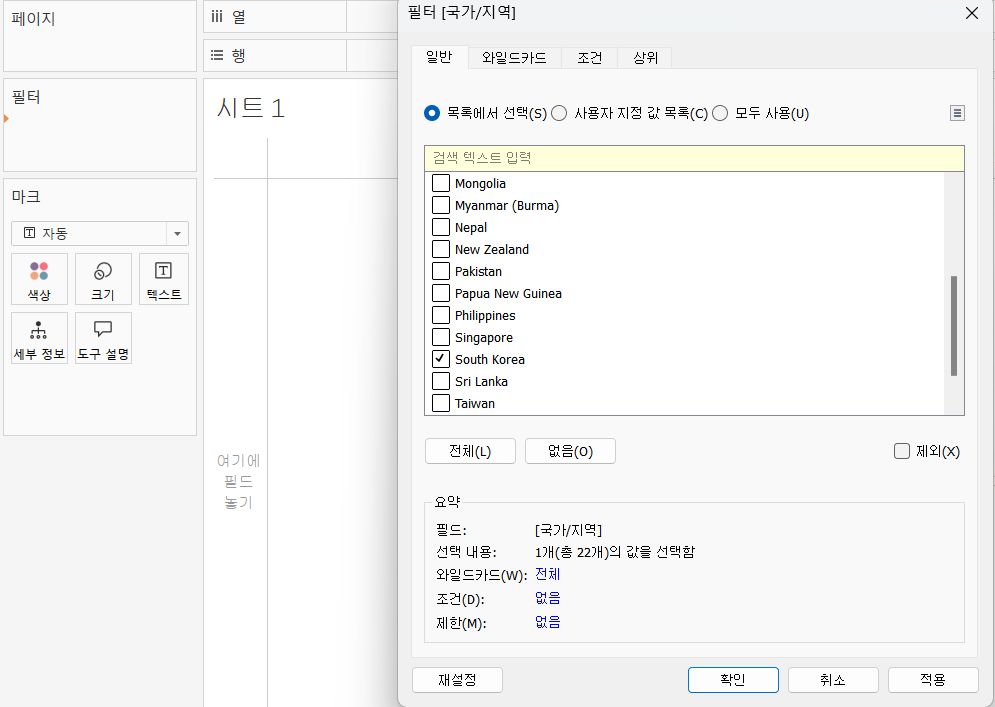 페이지
필터
마크
자동
색상
크기
텍스트
세부 정보
도구 설명
열
행
시트 1
여기에
필드
놓기
필터 [국가/지역]
일반
와일드카드
조건
상위
목록에서 선택(S)
사용자 지정 값 목록(C)
모두 사용(U)
검색 텍스트 입력
Mongolia
Myanmar (Burma)
Nepal
New Zealand
Pakistan
Papua New Guinea
Philippines
Singapore
South Korea
Sri Lanka
Taiwan
전체(L)
없음(O)
제외(X)
요약
필드: [국가/지역]
선택 내용: 1개(총 22개)의 값을 선택함
와일드카드(W): 전체
조건(D): 없음
제한(M): 없음
재설정
확인
취소
적용